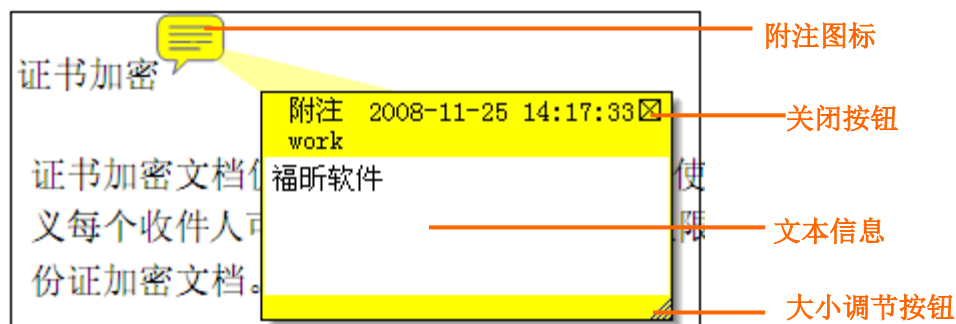 附注图标
证书加密
附注 2008-11-25 14:17:33
关闭按钮
work
证书加密文档
使
福昕软件
义每个收件人可
限
文本信息
份证加密文档。
大小调节按钮